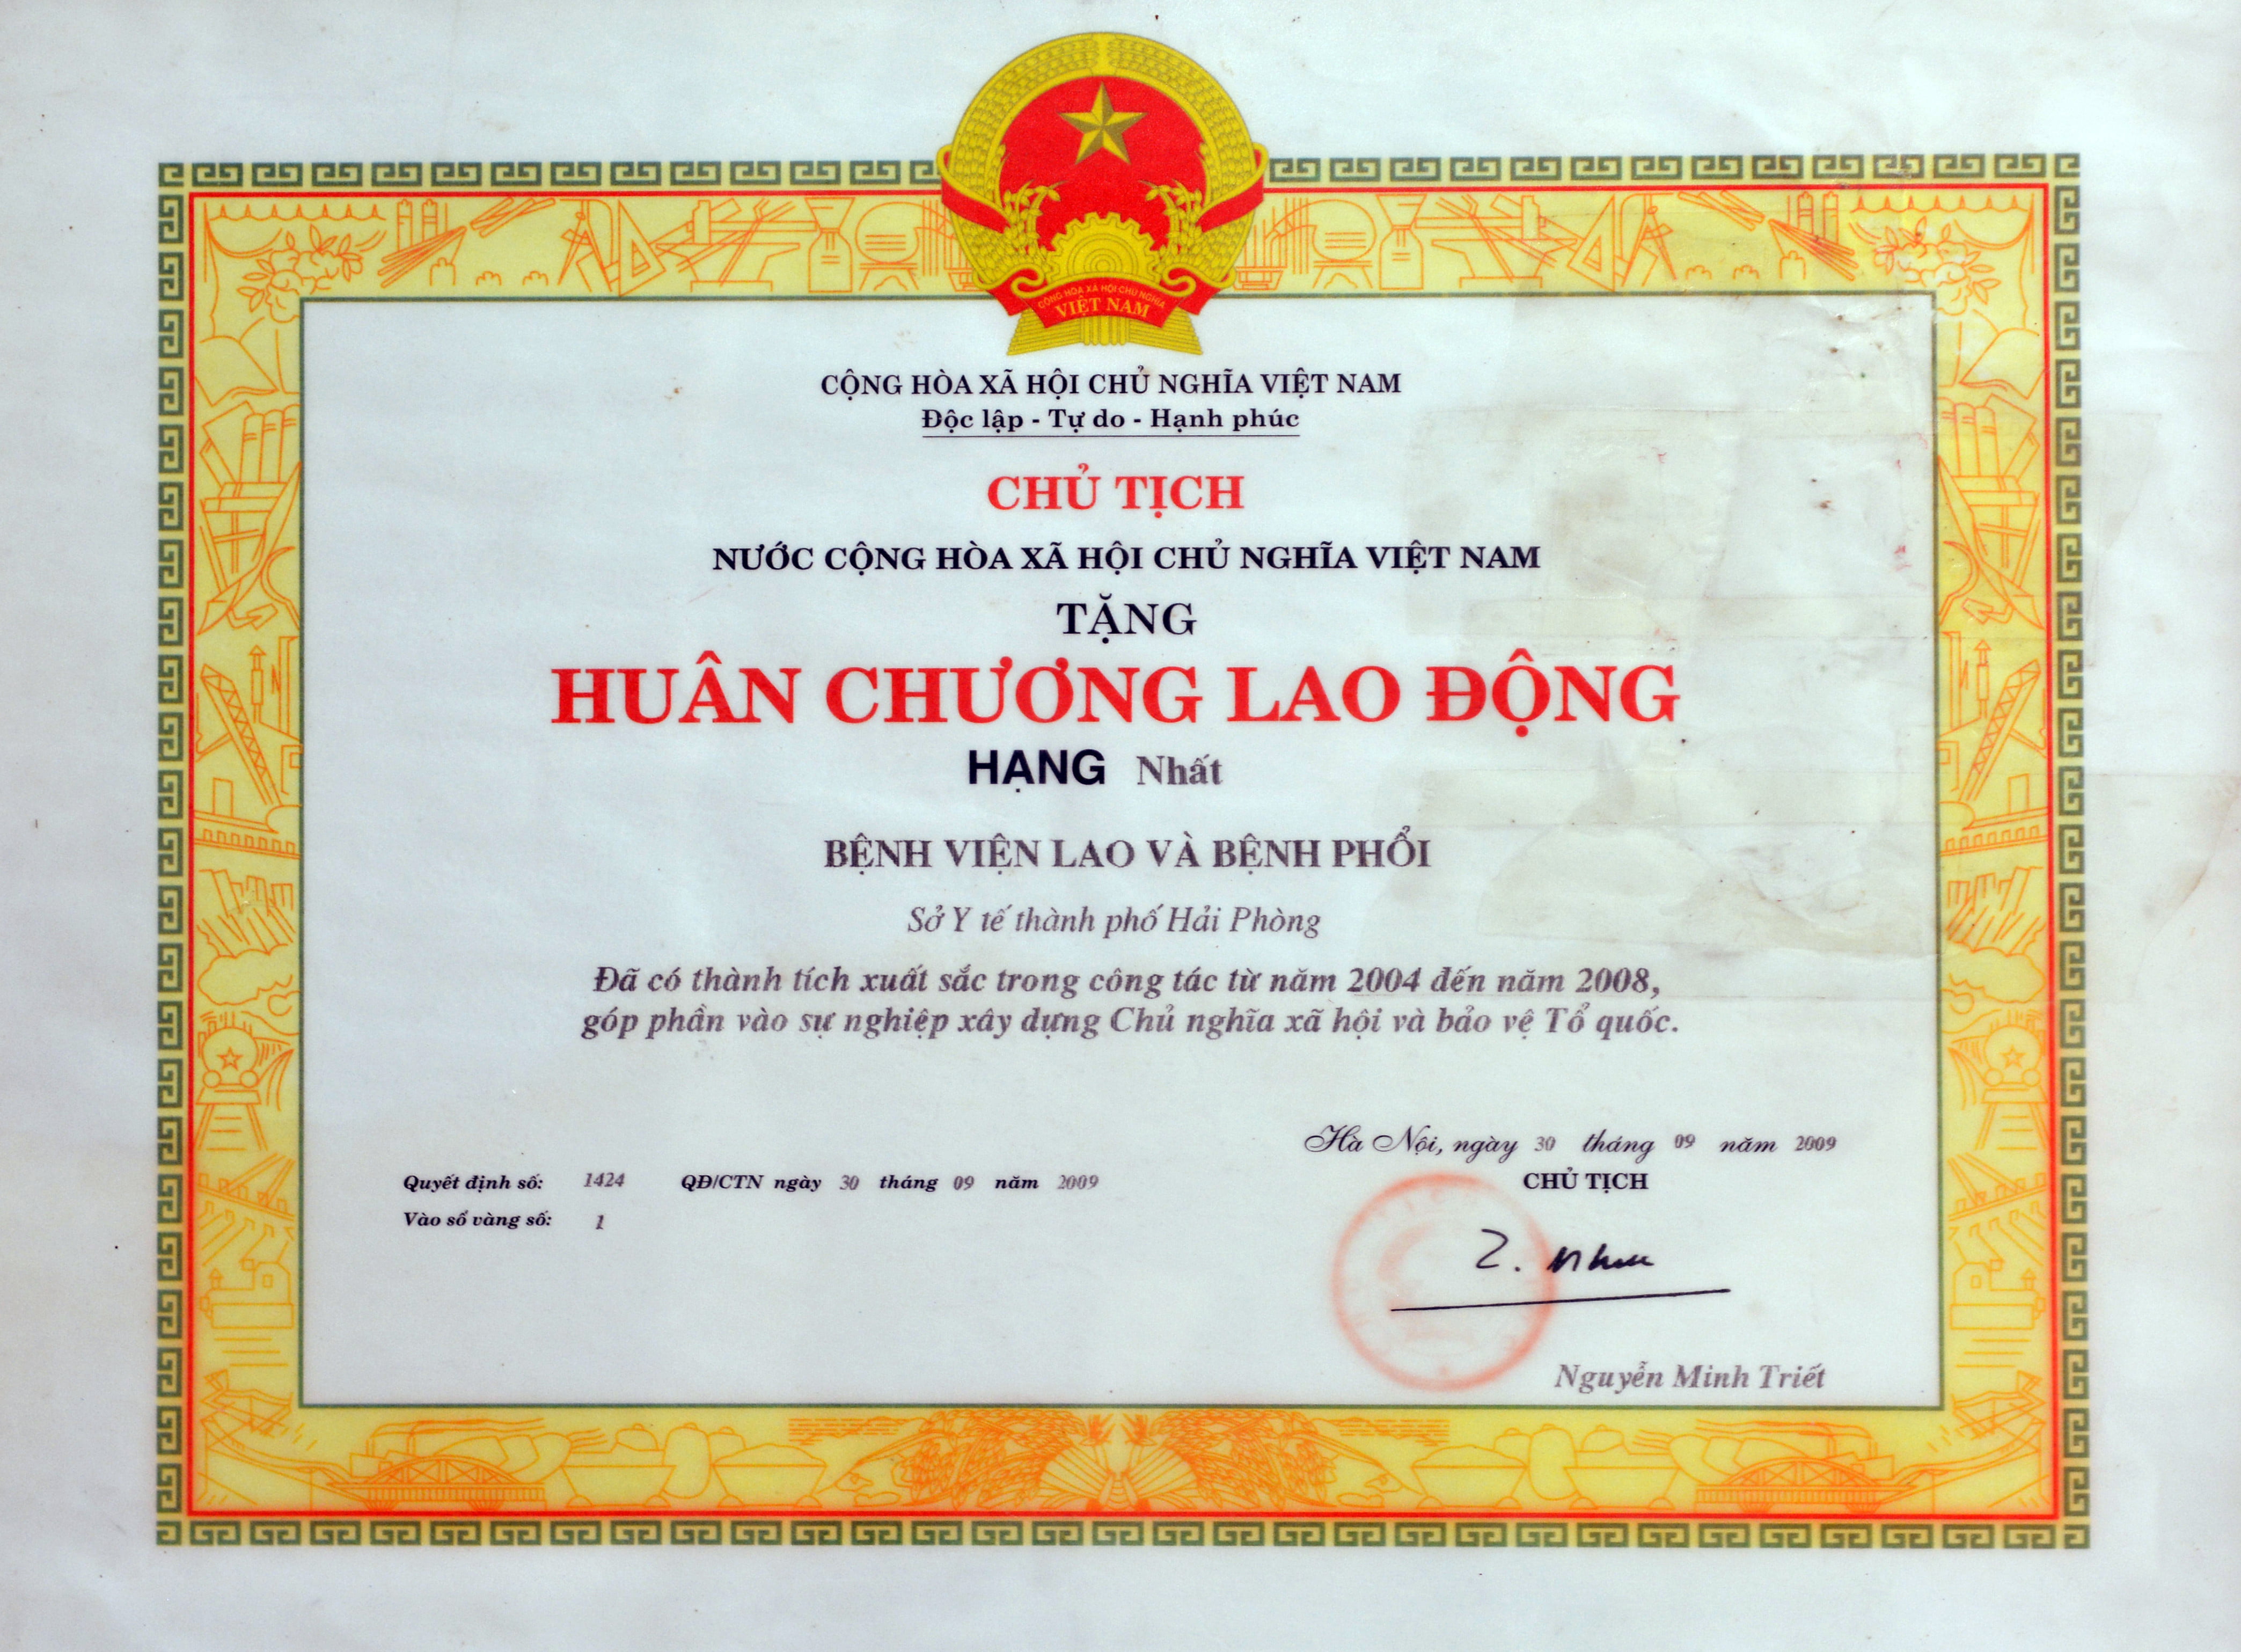 CỘNG HÒA XÃ HỘI CHỦ NGHĨA
VIỆT NAM
CỘNG HÒA XÃ HỘI CHỦ NGHĨA VIỆT NAM
Độc lập - Tự do - Hạnh phúc
CHỦ TỊCH
NƯỚC CỘNG HÒA XÃ HỘI CHỦ NGHĨA VIỆT NAM
TẶNG
HUÂN CHƯƠNG LAO ĐỘNG
HẠNG Nhất
BỆNH VIỆN LAO VÀ BỆNH PHỔI
Sở Y tế thành phố Hải Phòng
Đã có thành tích xuất sắc trong công tác từ năm 2004 đến năm 2008,
góp phần vào sự nghiệp xây dựng Chủ nghĩa xã hội và bảo vệ Tổ quốc.
Hà Nội, ngày 30 tháng 09 năm 2009
CHỦ TỊCH
Quyết định số: 1424 QĐ/CTN ngày 30 tháng 09 năm 2009
Vào sổ vàng số: 1
Nguyễn Minh Triết